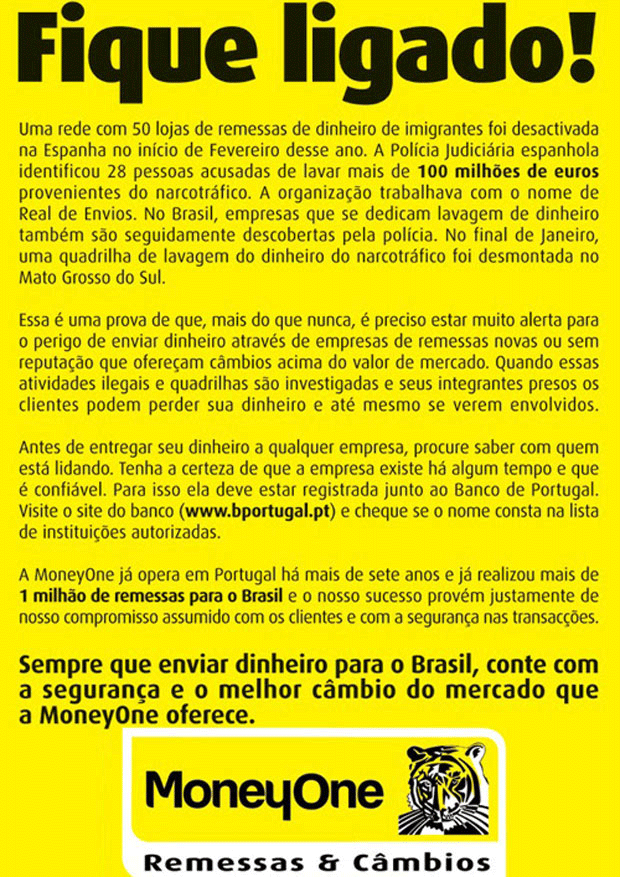 Fique ligado!
Uma rede com 50 lojas de remessas de dinheiro de imigrantes foi desactivada
na Espanha no início de Fevereiro desse ano. A Polícia Judiciária espanhola
identificou 28 pessoas acusadas de lavar mais de 100 milhões de euros
provenientes do narcotráfico. A organização trabalhava com o nome de
Real de Envios. No Brasil, empresas que se dedicam lavagem de dinheiro
também são seguidamente descobertas pela polícia. No final de Janeiro,
uma quadrilha de lavagem do dinheiro do narcotráfico foi desmontada no
Mato Grosso do Sul.
Essa é uma prova de que, mais do que nunca, é preciso estar muito alerta para
o perigo de enviar dinheiro através de empresas de remessas novas ou sem
reputação que ofereçam câmbios acima do valor de mercado. Quando essas
atividades ilegais e quadrilhas são investigadas e seus integrantes presos os
clientes podem perder sua dinheiro e até mesmo se verem envolvidos.
Antes de entregar seu dinheiro a qualquer empresa, procure saber com quem
está lidando. Tenha a certeza de que a empresa existe há algum tempo e que
é confiável. Para isso ela deve estar registrada junto ao Banco de Portugal.
Visite o site do banco (www.bportugal.pt) e cheque se o nome consta na lista
de instituições autorizadas.
A MoneyOne já opera em Portugal há mais de sete anos e já realizou mais de
1 milhão de remessas para o Brasil e o nosso sucesso provém justamente de
nosso compromisso assumido com os clientes e com a segurança nas transacções.
Sempre que enviar dinheiro para o Brasil, conte com
a segurança e o melhor câmbio do mercado que
a MoneyOne oferece.
MoneyOne
Remessas & Câmbios